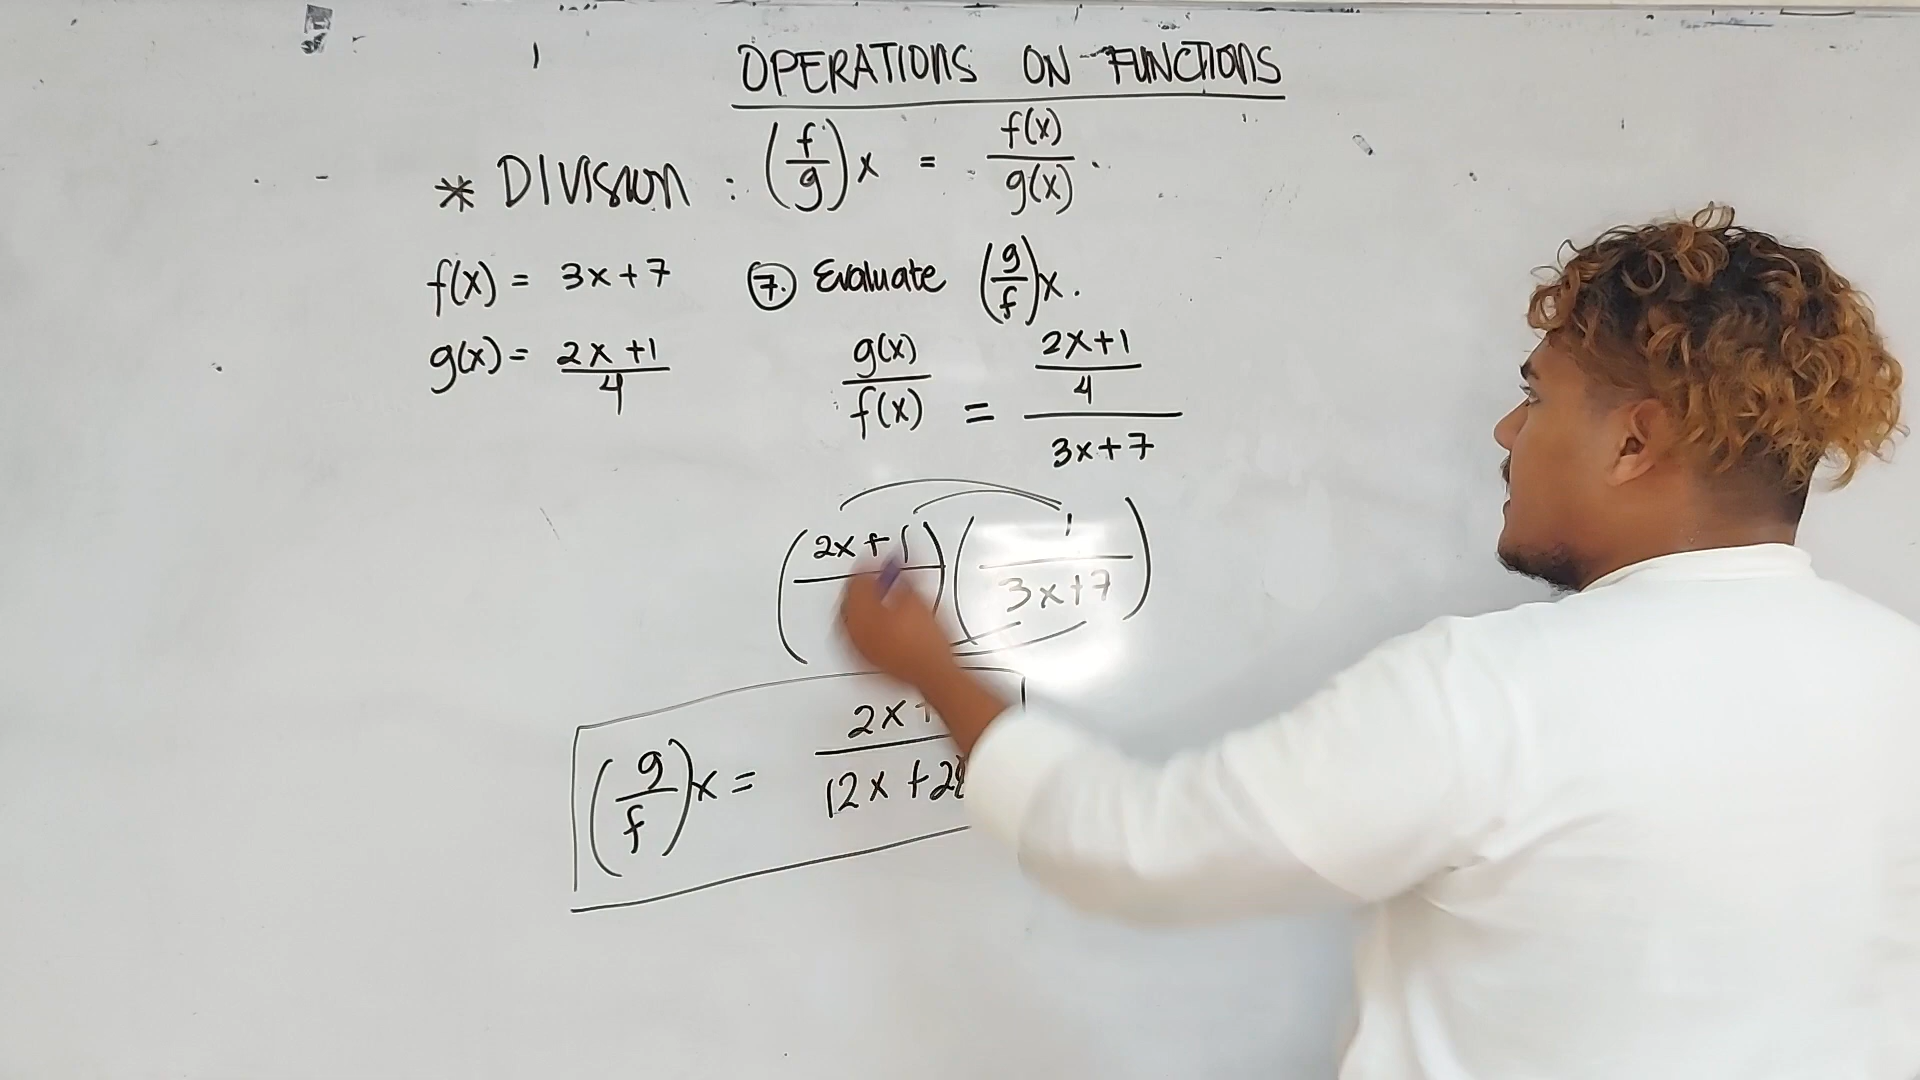 OPERATIONS ON FUNCTIONS
* DIVISION : (f/g)x = f(x)/g(x).
f(x) = 3x+7
g(x) = 2x+1/4
7. Evaluate (g/f)x.
g(x)/f(x) = 2x+1/4/3x+7
(2x+1/)(1/3x+7)
(g/f)x = 2x+/12x+28